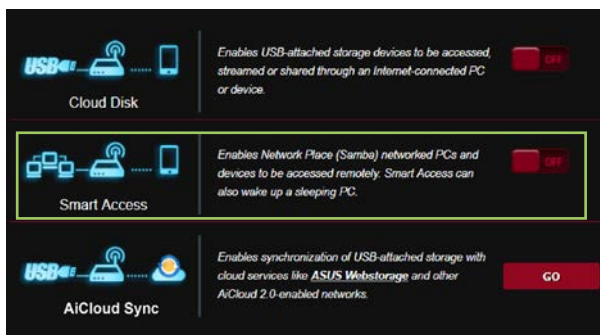 USB
Enables USB-attached storage devices to be accessed,
streamed or shared through an Internet-connected PC
or device.
OFF
Cloud Disk
Enables Network Place (Samba) networked PCs and
devices to be accessed remotely. Smart Access can
also wake up a sleeping PC.
OFF
Smart Access
USB
Enables synchronization of USB-attached storage with
cloud services like ASUS Webstorage and other
AiCloud 2.0-enabled networks.
GO
AiCloud Sync